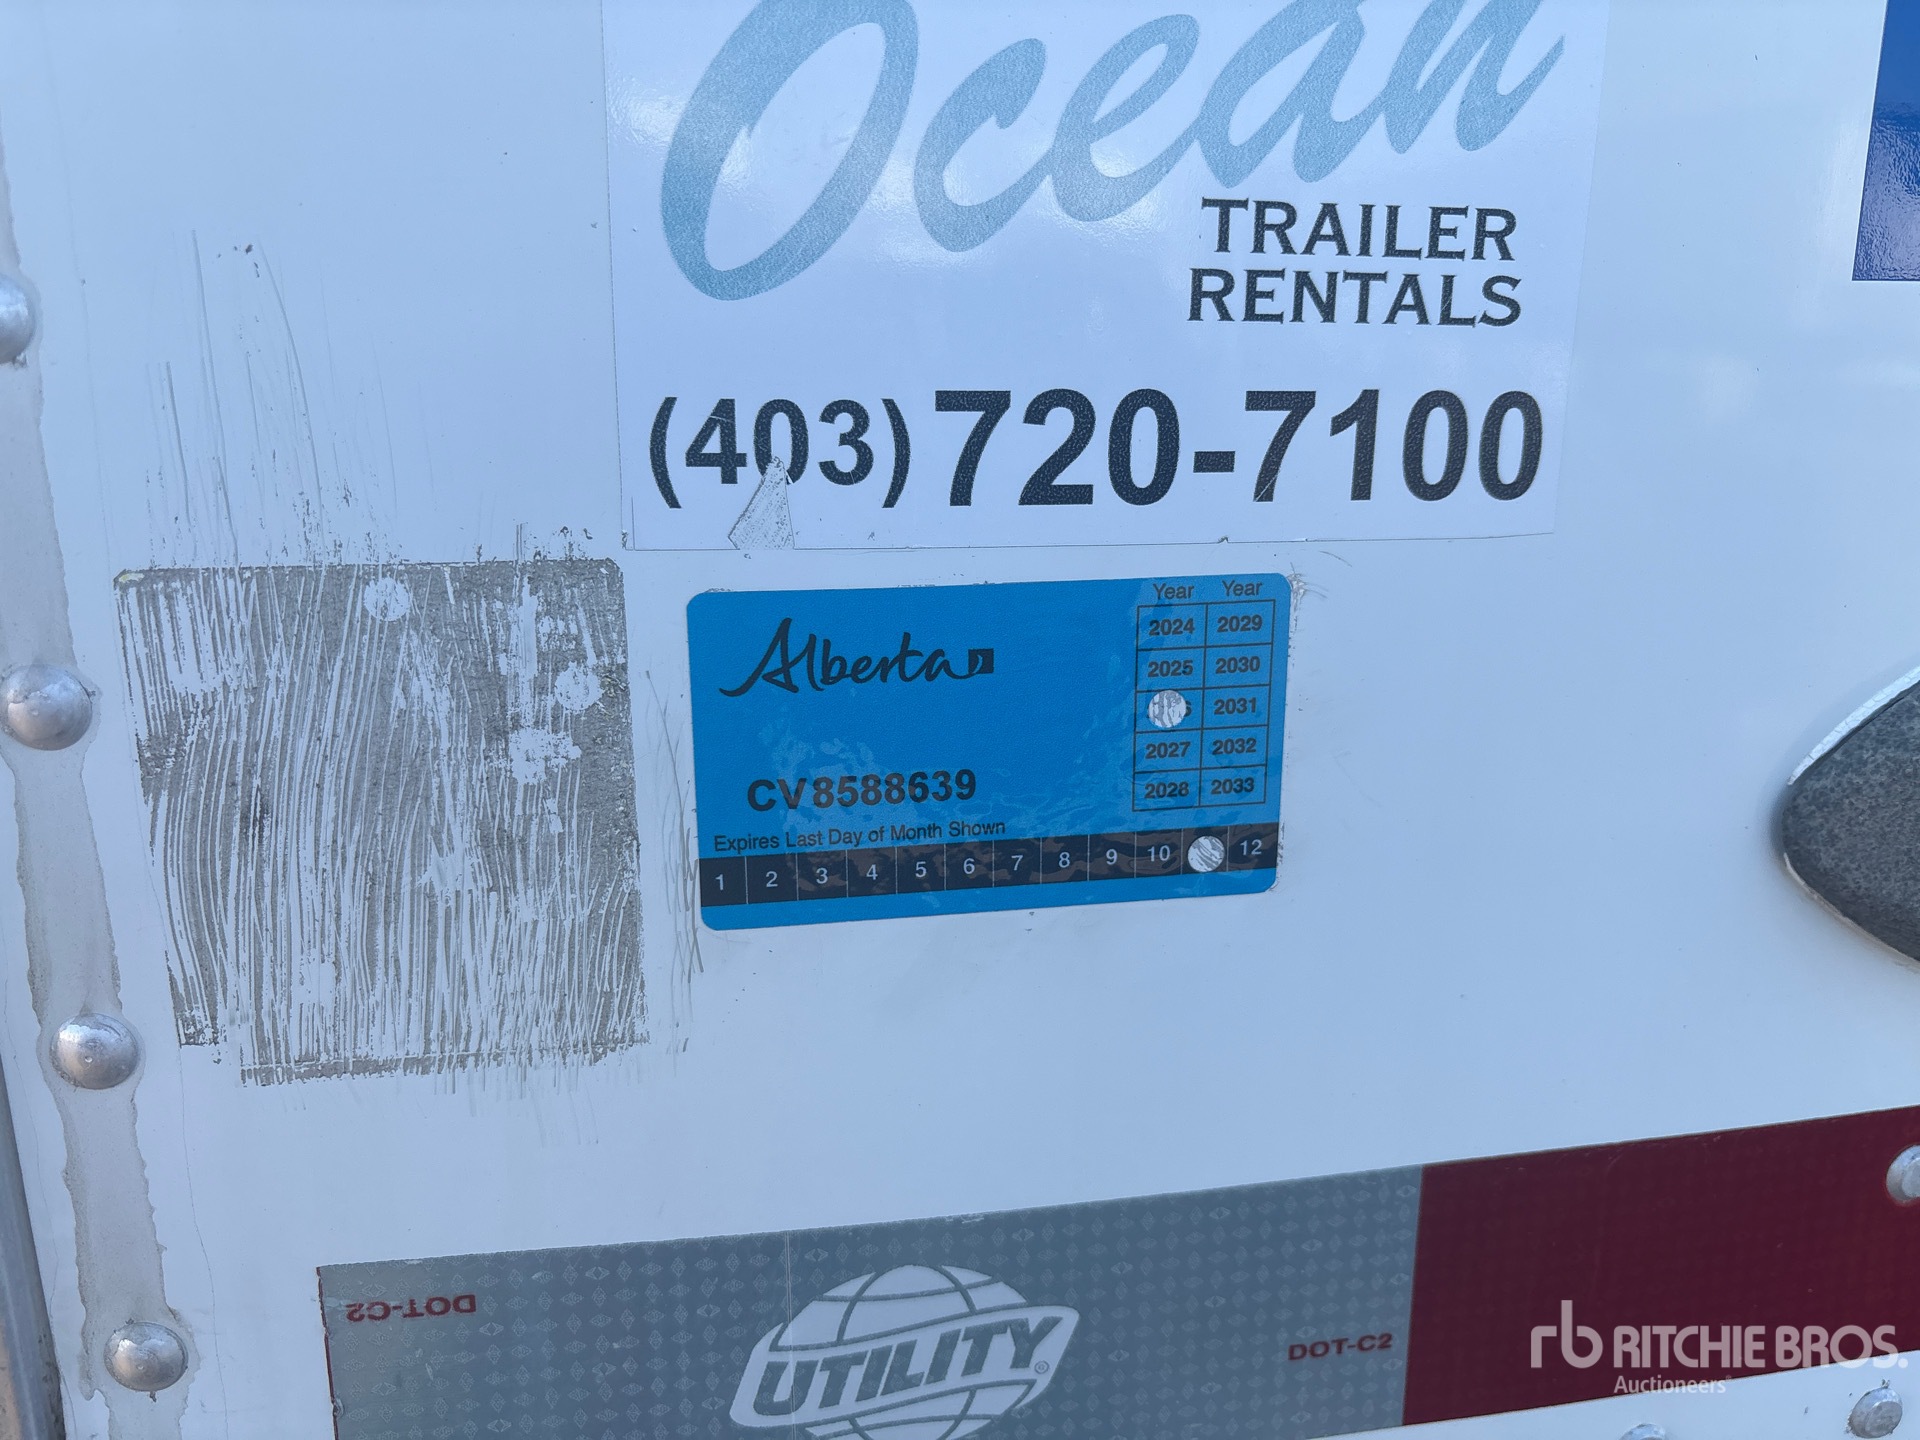 Ocean
TRAILER
RENTALS
(403) 720-7100
Alberta
Year Year
2024 2029
2025 2030
2031
2027 2032
2028 2033
CV8588639
Expires Last Day of Month Shown
1 2 3 4 5 6 7 8 9 10 12
DOT-C2
DOT-C2
UTILITY®
rb RITCHIE BROS.
Auctioneers